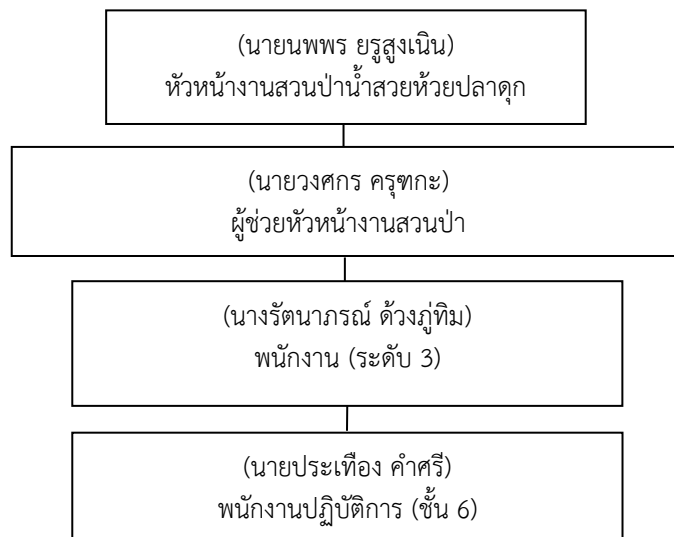 (นายนพพร ยรูสูงเนิน)
หัวหน้างานสวนป่าน้ำสวยห้วยปลาดุก
(นายวงศกร ครุฑกะ)
ผู้ช่วยหัวหน้างานสวนป่า
(นางรัตนาภรณ์ ด้วงภู่ทิม)
พนักงาน (ระดับ 3)
(นายประเทือง คำศรี)
พนักงานปฏิบัติการ (ชั้น 6)